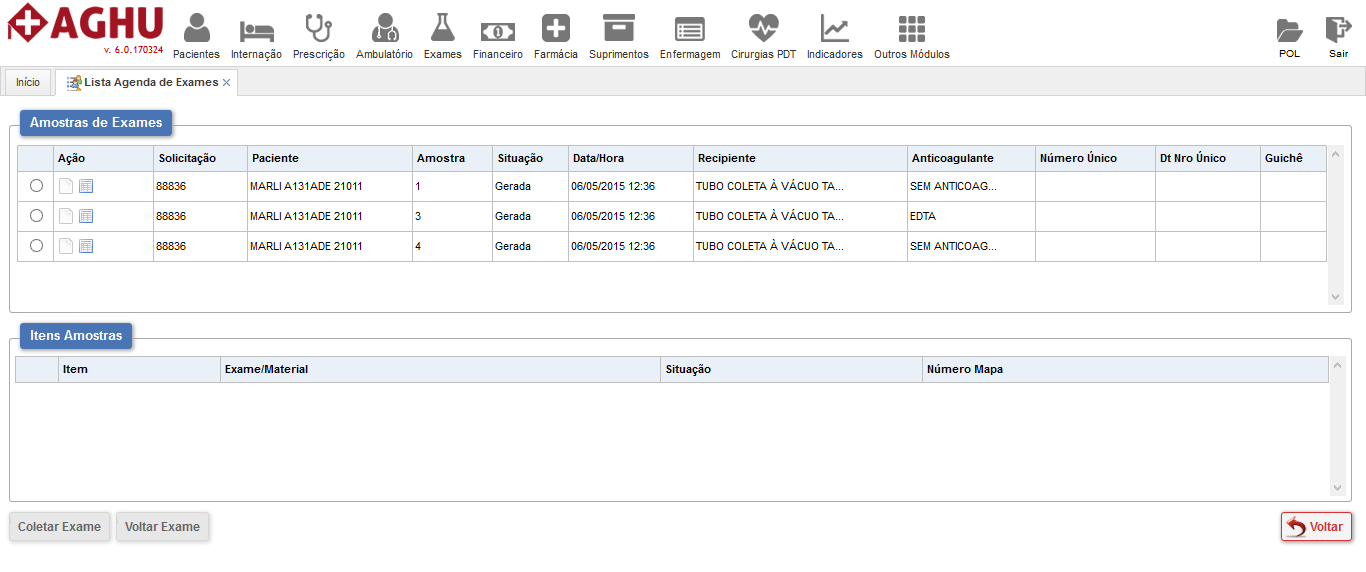 AGHU
v. 6.0.170324
Pacientes Internação Prescrição Ambulatório Exames Financeiro Farmácia Suprimentos Enfermagem Cirurgias PDT Indicadores Outros Módulos POL Sair
Início Lista Agenda de Exames
Amostras de Exames
Ação Solicitação Paciente Amostra Situação Data/Hora Recipiente Anticoagulante Número Único Dt Nro Único Guichê
88836 MARLI A131ADE 21011 1 Gerada 06/05/2015 12:36 TUBO COLETA À VÁCUO TA... SEM ANTICOAG...
88836 MARLI A131ADE 21011 3 Gerada 06/05/2015 12:36 TUBO COLETA À VÁCUO TA... EDTA
88836 MARLI A131ADE 21011 4 Gerada 06/05/2015 12:36 TUBO COLETA À VÁCUO TA... SEM ANTICOAG...
Itens Amostras
Item Exame/Material Situação Número Mapa
Coletar Exame Voltar Exame Voltar